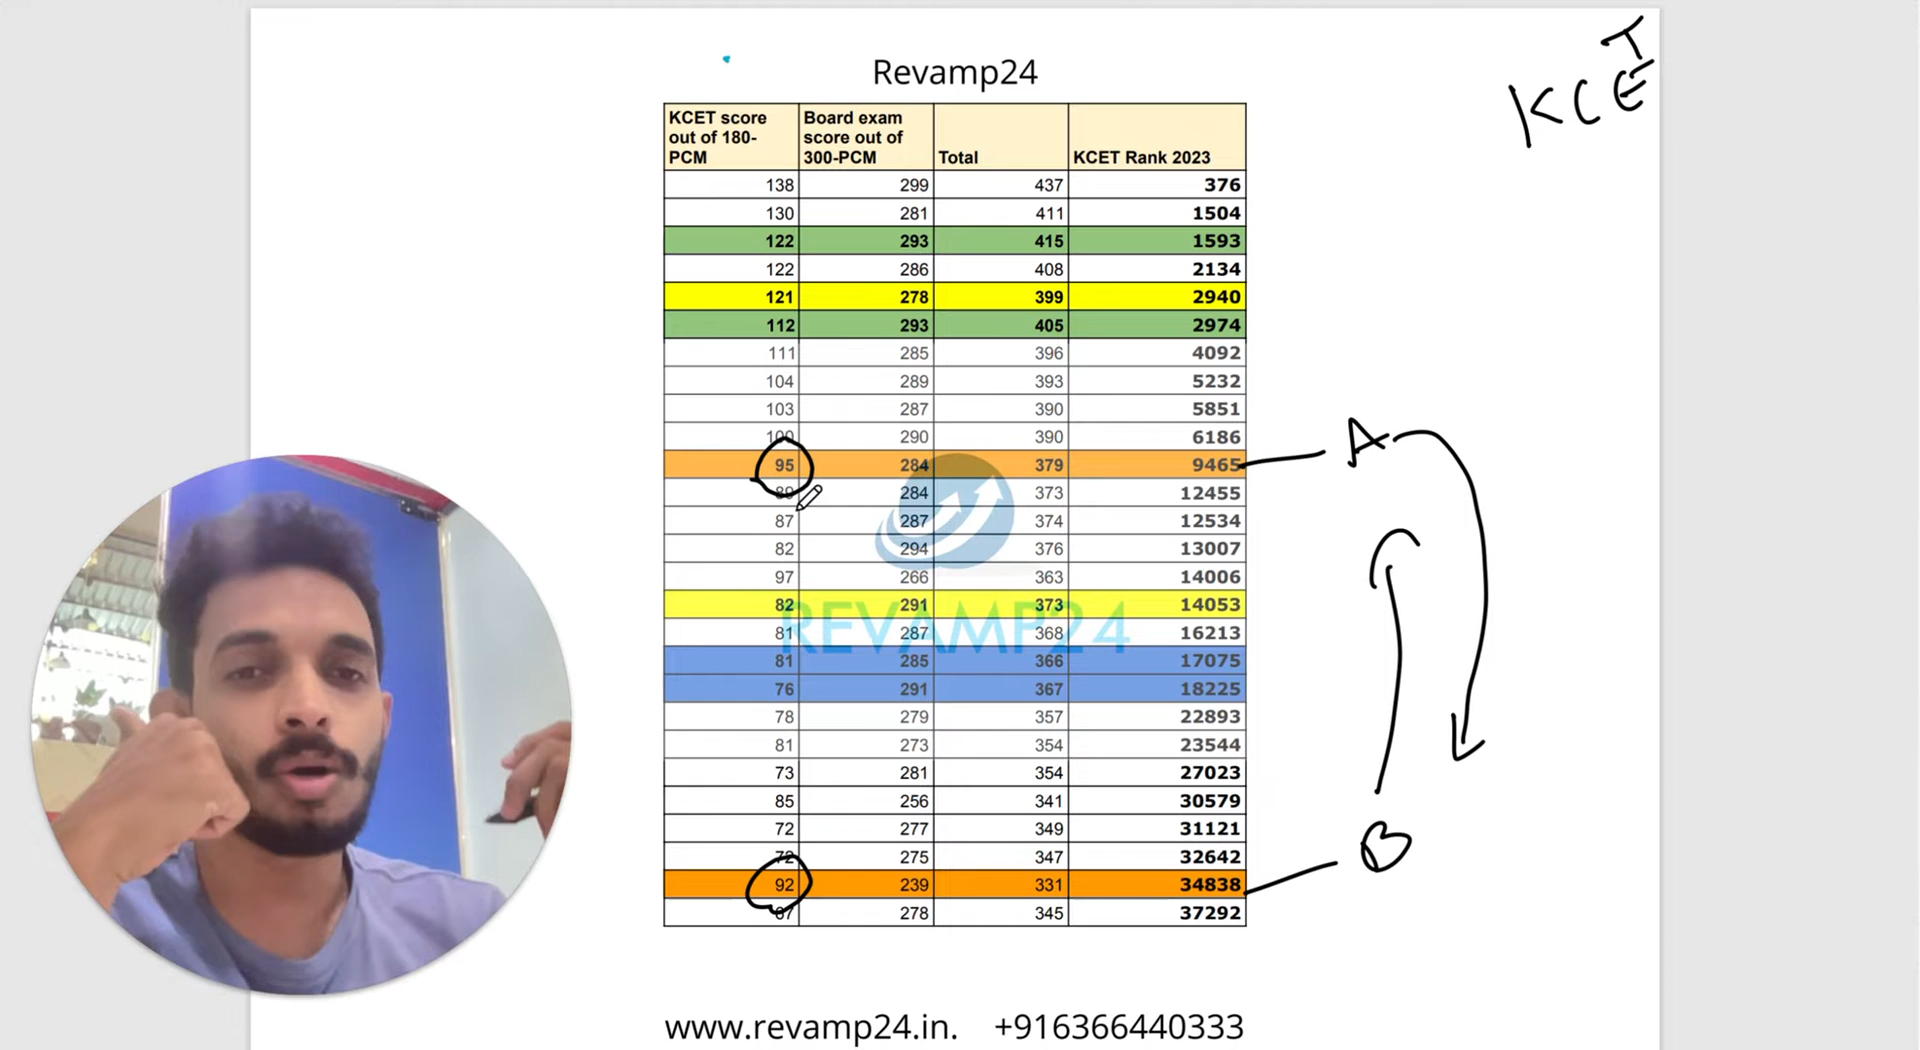 KCET
Revamp24
KCET score out of 180-PCM Board exam score out of 300-PCM Total KCET Rank 2023
138 299 437 376
130 281 411 1504
122 293 415 1593
122 286 408 2134
121 278 399 2940
112 293 405 2974
111 285 396 4092
104 289 393 5232
103 287 390 5851
100 290 390 6186
95 284 379 9465 A
89 284 373 12455
87 287 374 12534
82 294 376 13007
97 266 363 14006
82 291 373 14053
81 287 368 16213
REVAMP24
81 285 366 17075
76 291 367 18225
78 279 357 22893
81 273 354 23544
73 281 354 27023
85 256 341 30579
72 277 349 31121
72 275 347 32642
92 239 331 34838 B
67 278 345 37292
www.revamp24.in. +916366440333